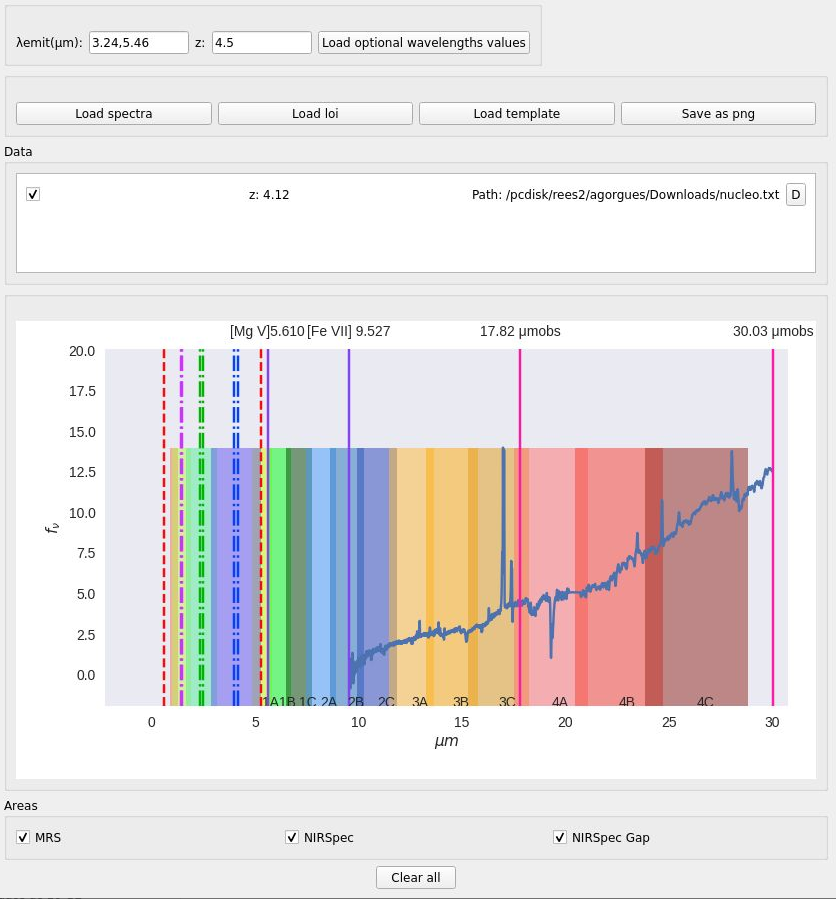 λemit(μm): 3.24,5.46 z: 4.5 Load optional wavelengths values
Load spectra Load loi Load template Save as png
Data
z: 4.12 Path: /pcdisk/rees2/agorgues/Downloads/nucleo.txt D
[Mg V]5.610 [Fe VII] 9.527 17.82 μmobs 30.03 μmobs
20.0
17.5
15.0
12.5
10.0
7.5
5.0
2.5
0.0
fν
1A 1B 1C 2A 2B 2C 3A 3B 3C 4A 4B 4C
0 5 10 15 20 25 30
μm
Areas
MRS NIRSpec NIRSpec Gap
Clear all